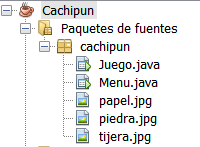 Cachipun
Paquetes de fuentes
cachipun
Juego.java
Menu.java
papel.jpg
piedra.jpg
tijera.jpg